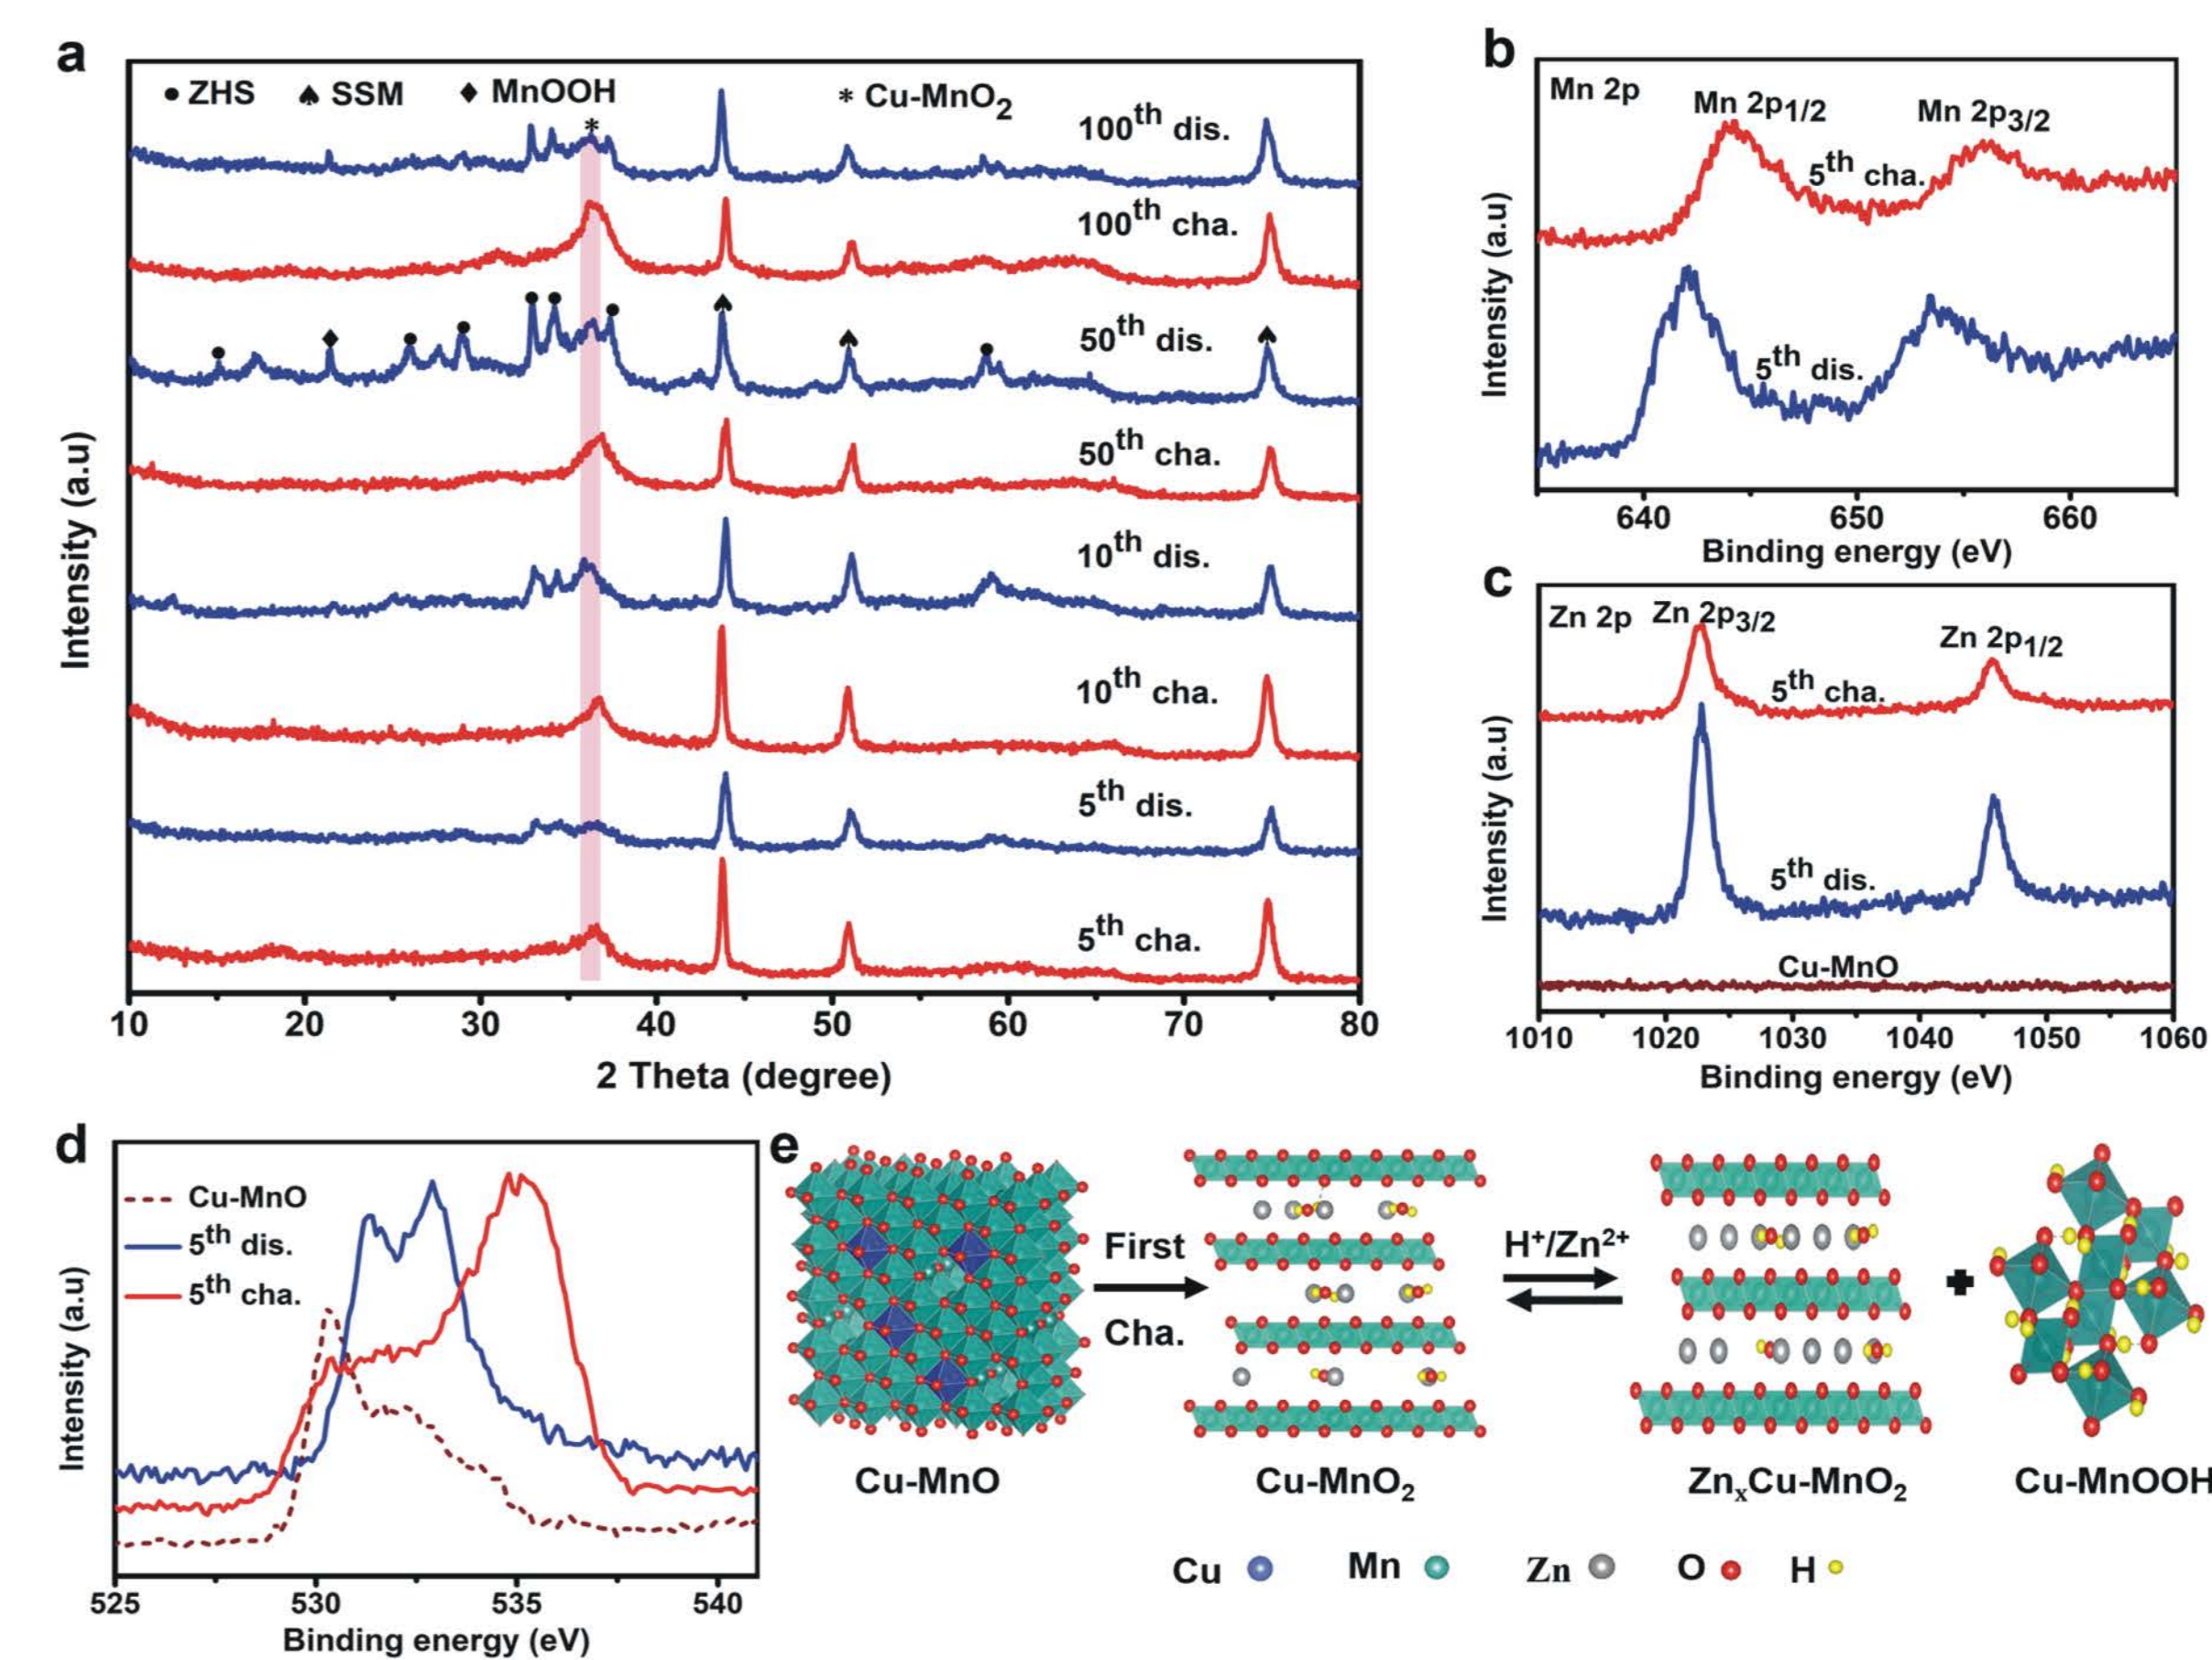 a
● ZHS ♠ SSM ◆ MnOOH * Cu-MnO2
*
100th dis.
100th cha.
50th dis.
50th cha.
10th dis.
10th cha.
5th dis.
5th cha.
Intensity (a.u)
10 20 30 40 50 60 70 80
2 Theta (degree)
b
Mn 2p
Mn 2p1/2
Mn 2p3/2
5th cha.
5th dis.
Intensity (a.u)
640 650 660
Binding energy (eV)
c
Zn 2p
Zn 2p3/2
Zn 2p1/2
5th cha.
5th dis.
Cu-MnO
Intensity (a.u)
1010 1020 1030 1040 1050 1060
Binding energy (eV)
d
Cu-MnO
5th dis.
5th cha.
Intensity (a.u)
525 530 535 540
Binding energy (eV)
e
First
Cha.
H+/Zn2+
+
Cu-MnO
Cu-MnO2
ZnxCu-MnO2
Cu-MnOOH
Cu Mn Zn O H